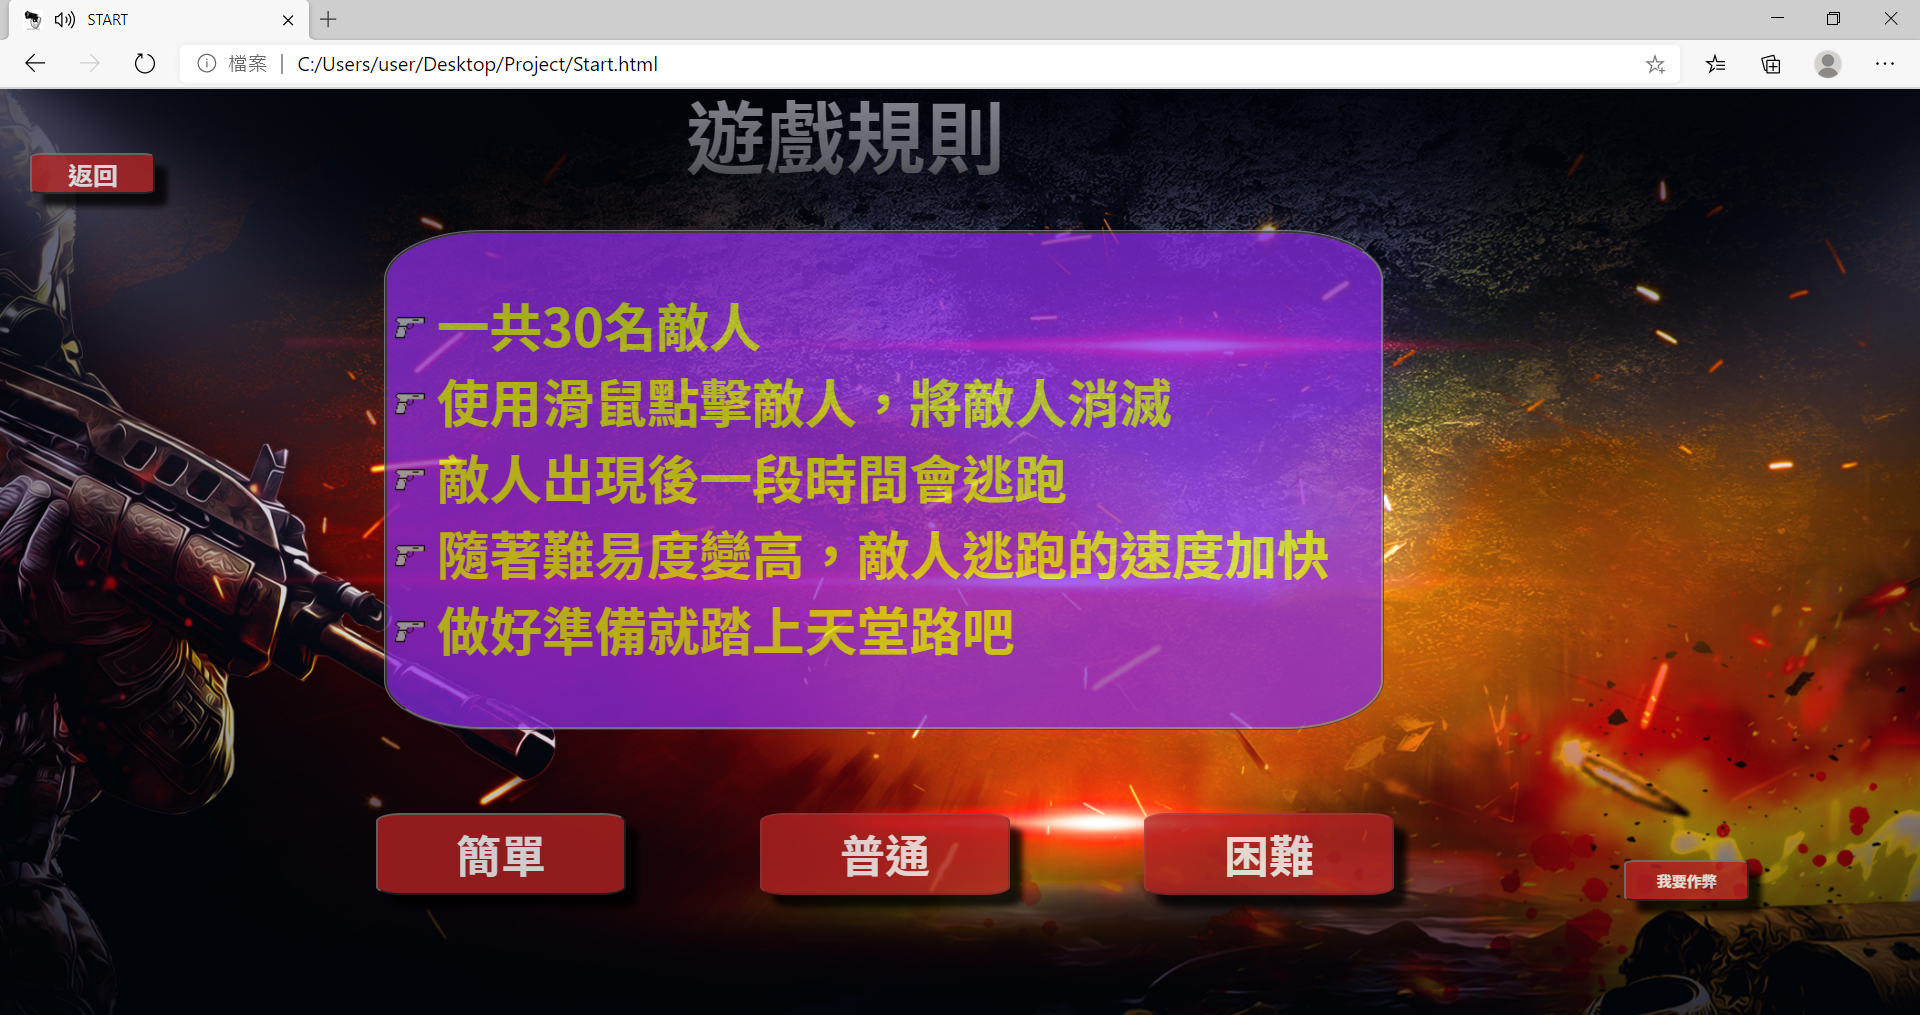 START
檔案
C:/Users/user/Desktop/Project/Start.html
遊戲規則
返回
一共30名敵人
使用滑鼠點擊敵人，將敵人消滅
敵人出現後一段時間會逃跑
隨著難易度變高，敵人逃跑的速度加快
做好準備就踏上天堂路吧
簡單
普通
困難
我要作弊